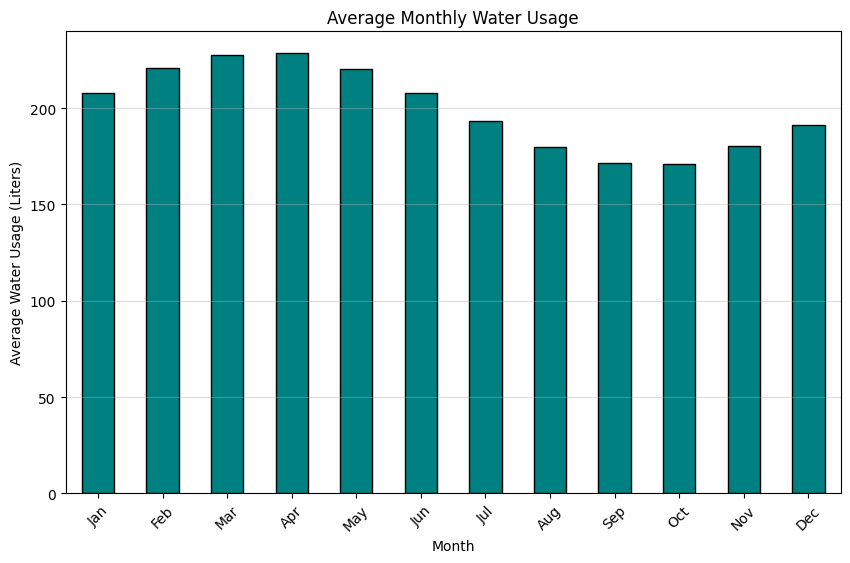 Average Monthly Water Usage
Average Water Usage (Liters)
200
150
100
50
0
Jan
Feb
Mar
Apr
May
Jun
Jul
Aug
Sep
Oct
Nov
Dec
Month